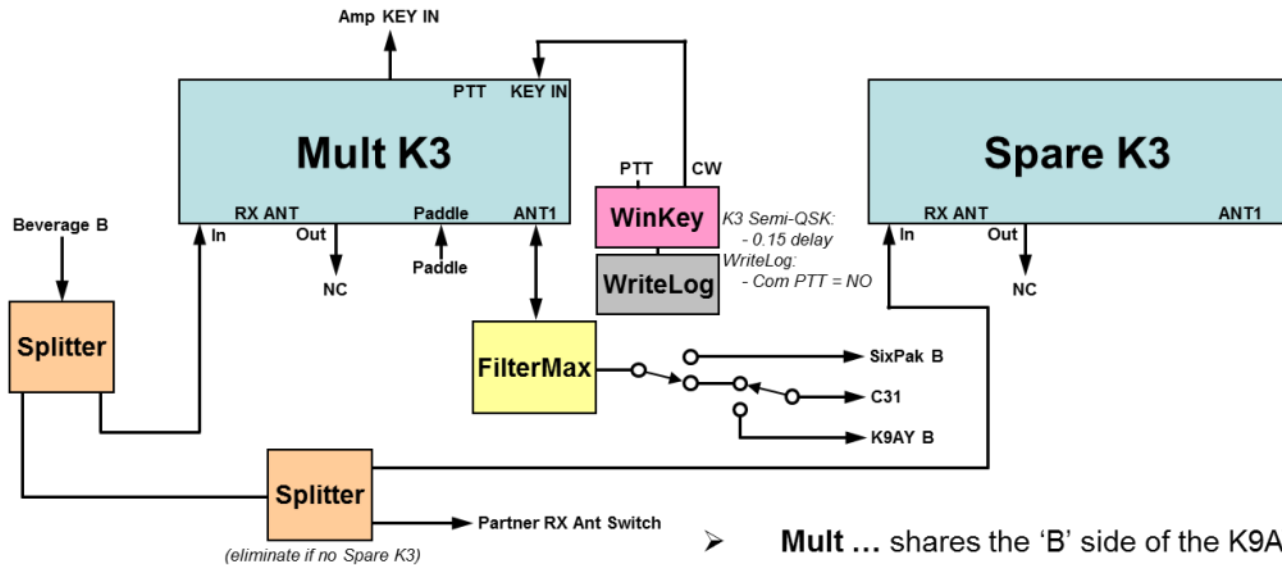 Amp KEY IN
PTT KEY IN
Mult K3
RX ANT Paddle ANT1
In
Out
NC
Paddle
Beverage B
Splitter
PTT CW
WinKey
WriteLog
K3 Semi-QSK:
- 0.15 delay
WriteLog:
- Com PTT = NO
Spare K3
RX ANT ANT1
In
Out
NC
FilterMax
SixPak B
C31
K9AY B
Splitter
(eliminate if no Spare K3)
Partner RX Ant Switch
➢ Mult ... shares the ‘B’ side of the K9A